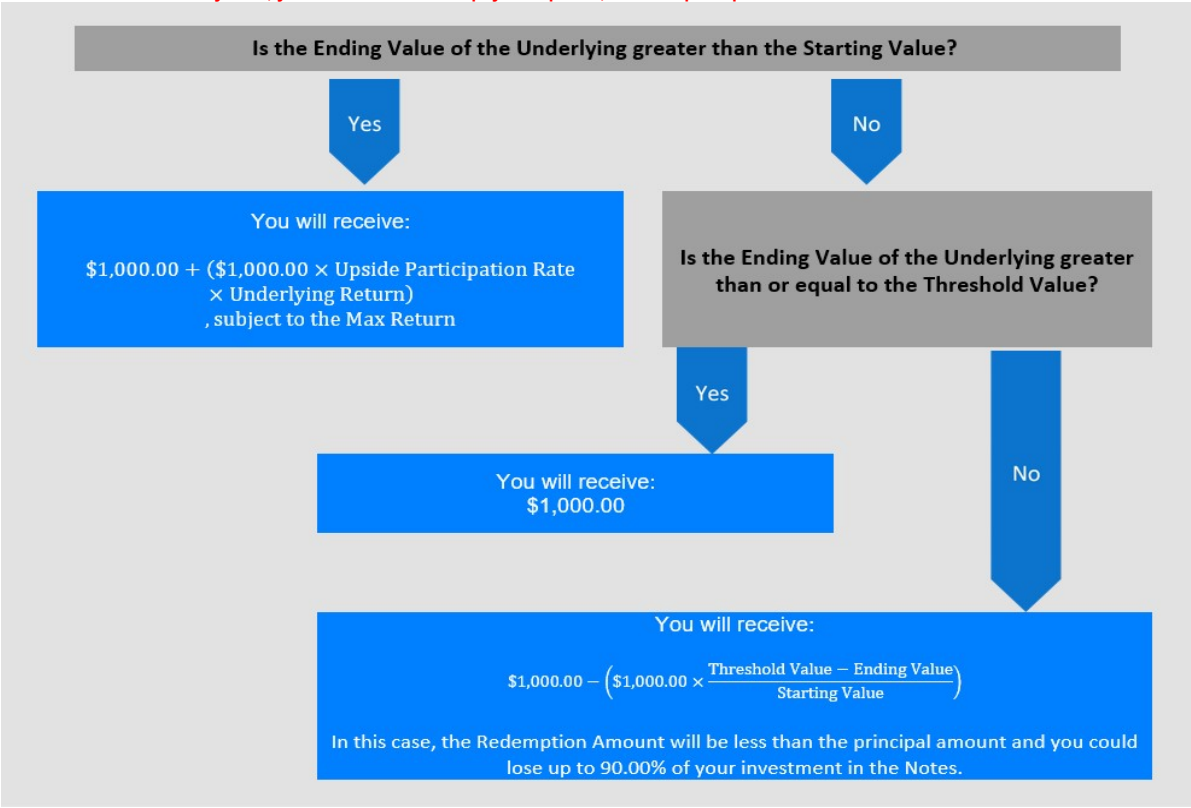 Is the Ending Value of the Underlying greater than the Starting Value?
Yes
No
You will receive:
$1,000.00 + ($1,000.00 × Upside Participation Rate
× Underlying Return)
, subject to the Max Return
Is the Ending Value of the Underlying greater
than or equal to the Threshold Value?
Yes
No
You will receive:
$1,000.00
You will receive:
$1,000.00 − ($1,000.00 × Threshold Value − Ending Value
Starting Value)
In this case, the Redemption Amount will be less than the principal amount and you could
lose up to 90.00% of your investment in the Notes.